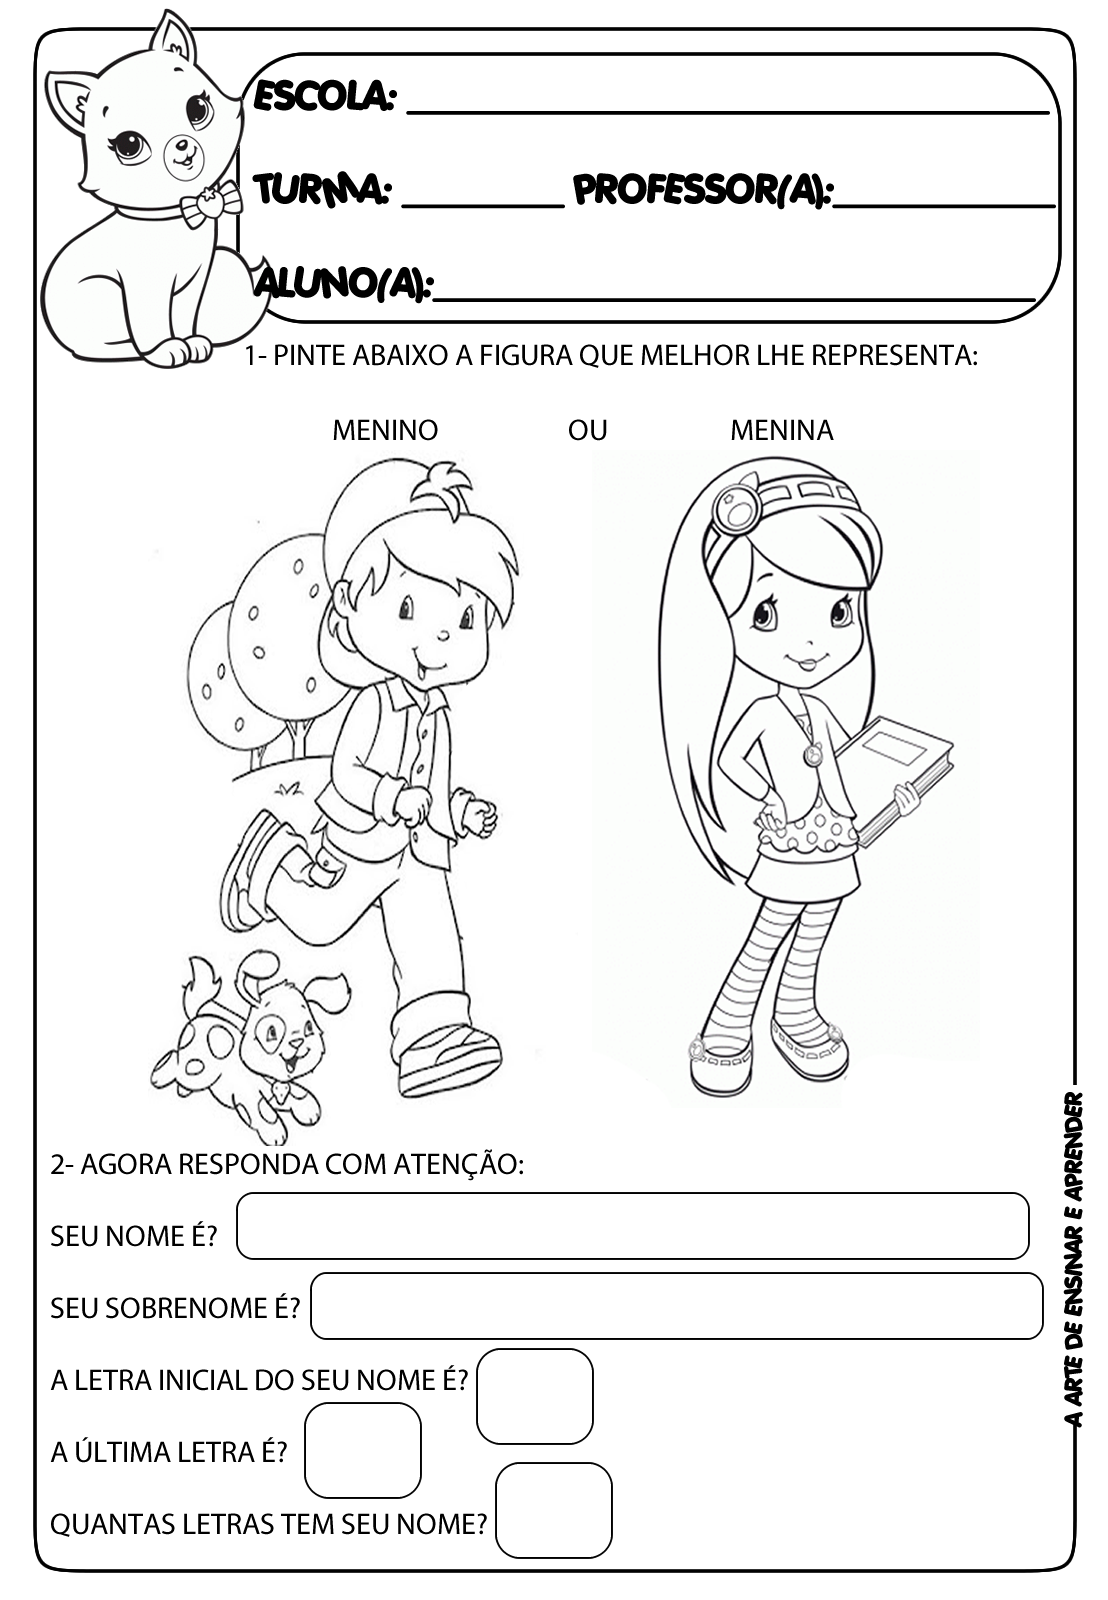 ESCOLA:
TURMA: PROFESSOR(A):
ALUNO(A):
1- PINTE ABAIXO A FIGURA QUE MELHOR LHE REPRESENTA:
MENINO OU MENINA
2- AGORA RESPONDA COM ATENÇÃO:
SEU NOME É?
SEU SOBRENOME É?
A LETRA INICIAL DO SEU NOME É?
A ÚLTIMA LETRA É?
QUANTAS LETRAS TEM SEU NOME?
A ARTE DE ENSINAR E APRENDER